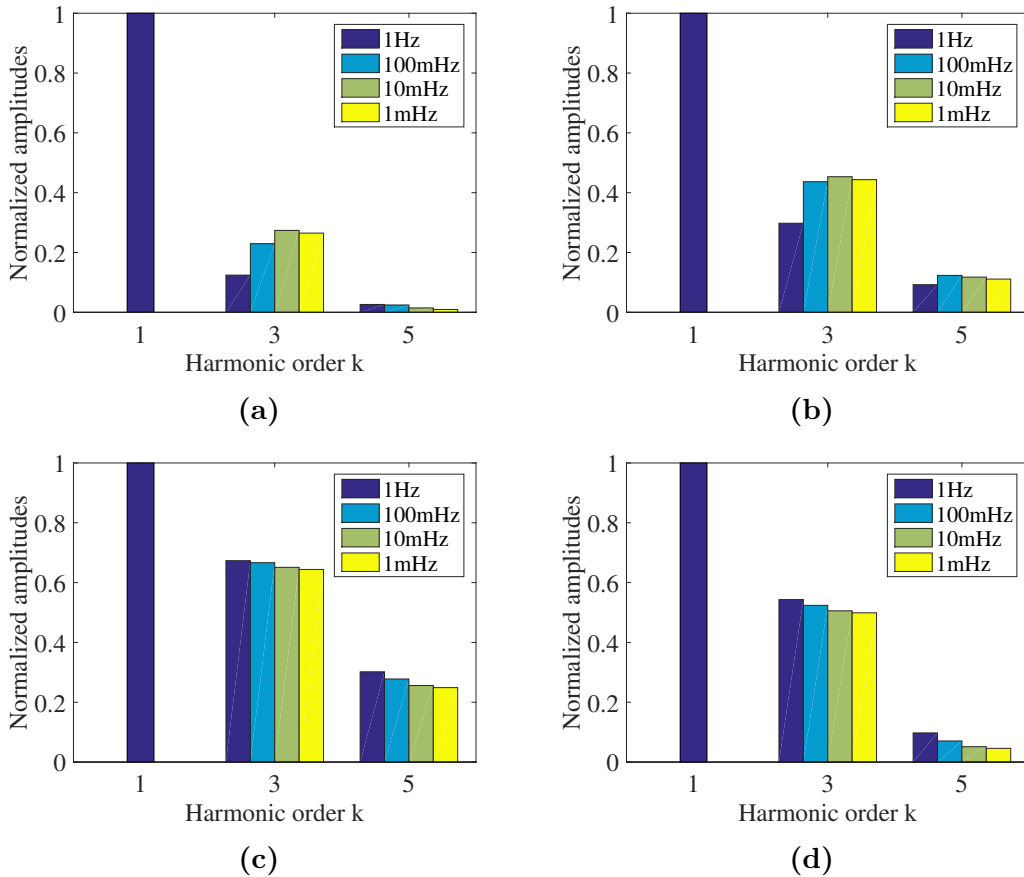 Normalized amplitudes
1
0.8
0.6
0.4
0.2
0
1Hz
100mHz
10mHz
1mHz
1
3
5
Harmonic order k
(a)
Normalized amplitudes
1
0.8
0.6
0.4
0.2
0
1Hz
100mHz
10mHz
1mHz
1
3
5
Harmonic order k
(b)
Normalized amplitudes
1
0.8
0.6
0.4
0.2
0
1Hz
100mHz
10mHz
1mHz
1
3
5
Harmonic order k
(c)
Normalized amplitudes
1
0.8
0.6
0.4
0.2
0
1Hz
100mHz
10mHz
1mHz
1
3
5
Harmonic order k
(d)